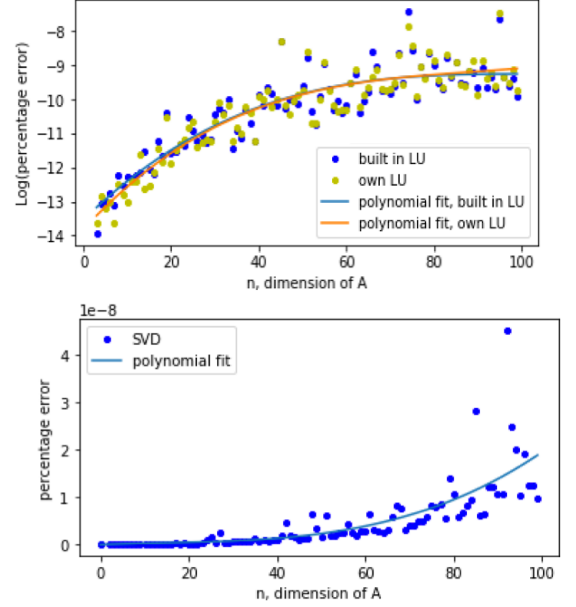 −8
−9
−10
−11
−12
−13
−14
Log(percentage error)
built in LU
own LU
polynomial fit, built in LU
polynomial fit, own LU
0 20 40 60 80 100
n, dimension of A
1e−8
SVD
polynomial fit
4
3
2
1
0
percentage error
0 20 40 60 80 100
n, dimension of A